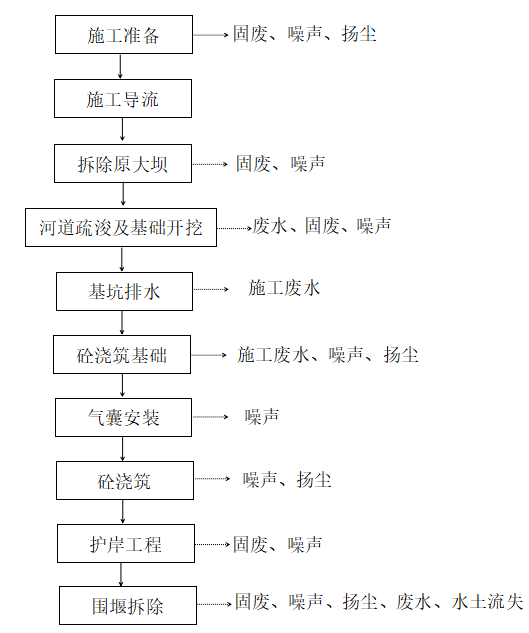 施工准备 固废、噪声、扬尘
施工导流
拆除原大坝 固废、噪声
河道疏浚及基础开挖 废水、固废、噪声
基坑排水 施工废水
砼浇筑基础 施工废水、噪声、扬尘
气囊安装 噪声
砼浇筑 噪声、扬尘
护岸工程 固废、噪声
围堰拆除 固废、噪声、扬尘、废水、水土流失